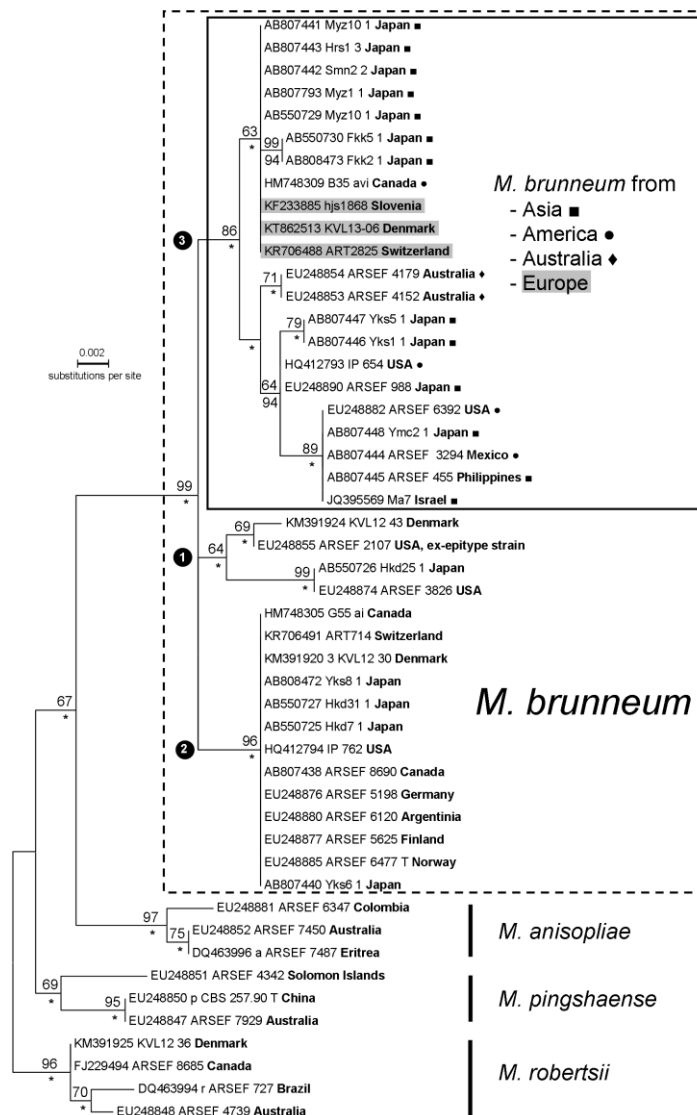 AB807441 Myz10 1 Japan ■
AB807443 Hrs1 3 Japan ■
AB807442 Smn2 2 Japan ■
AB807793 Myz1 1 Japan ■
AB550729 Myz10 1 Japan ■
63
*
99
94
AB550730 Fkk5 1 Japan ■
AB808473 Fkk2 1 Japan ■
HM748309 B35 avi Canada ●
KF233885 hjs1868 Slovenia
KT862513 KVL13-06 Denmark
KR706488 ART2825 Switzerland
M. brunneum from
- Asia ■
- America ●
- Australia ♦
- Europe
3
86
*
71
*
EU248854 ARSEF 4179 Australia ♦
EU248853 ARSEF 4152 Australia ♦
*
79
*
AB807447 Yks5 1 Japan ■
AB807446 Yks1 1 Japan ■
HQ412793 IP 654 USA ●
EU248890 ARSEF 988 Japan ■
64
94
EU248882 ARSEF 6392 USA ●
AB807448 Ymc2 1 Japan ■
89
*
AB807444 ARSEF 3294 Mexico ●
AB807445 ARSEF 455 Philippines ■
JQ395569 Ma7 Israel ■
0.002
substitutions per site
99
*
1
64
*
69
*
KM391924 KVL12 43 Denmark
EU248855 ARSEF 2107 USA, ex-epitype strain
99
*
AB550726 Hkd25 1 Japan
EU248874 ARSEF 3826 USA
HM748305 G55 ai Canada
KR706491 ART714 Switzerland
KM391920 3 KVL12 30 Denmark
AB808472 Yks8 1 Japan
AB550727 Hkd31 1 Japan
AB550725 Hkd7 1 Japan
2
96
*
HQ412794 IP 762 USA
AB807438 ARSEF 8690 Canada
EU248876 ARSEF 5198 Germany
EU248880 ARSEF 6120 Argentinia
EU248877 ARSEF 5625 Finland
EU248885 ARSEF 6477 T Norway
AB807440 Yks6 1 Japan
M. brunneum
67
*
97
*
EU248881 ARSEF 6347 Colombia
75
*
EU248852 ARSEF 7450 Australia
DQ463996 a ARSEF 7487 Eritrea
M. anisopliae
69
*
EU248851 ARSEF 4342 Solomon Islands
95
*
EU248850 p CBS 257.90 T China
EU248847 ARSEF 7929 Australia
M. pingshaense
96
*
KM391925 KVL12 36 Denmark
FJ229494 ARSEF 8685 Canada
70
*
DQ463994 r ARSEF 727 Brazil
EU248848 ARSEF 4739 Australia
M. robertsii